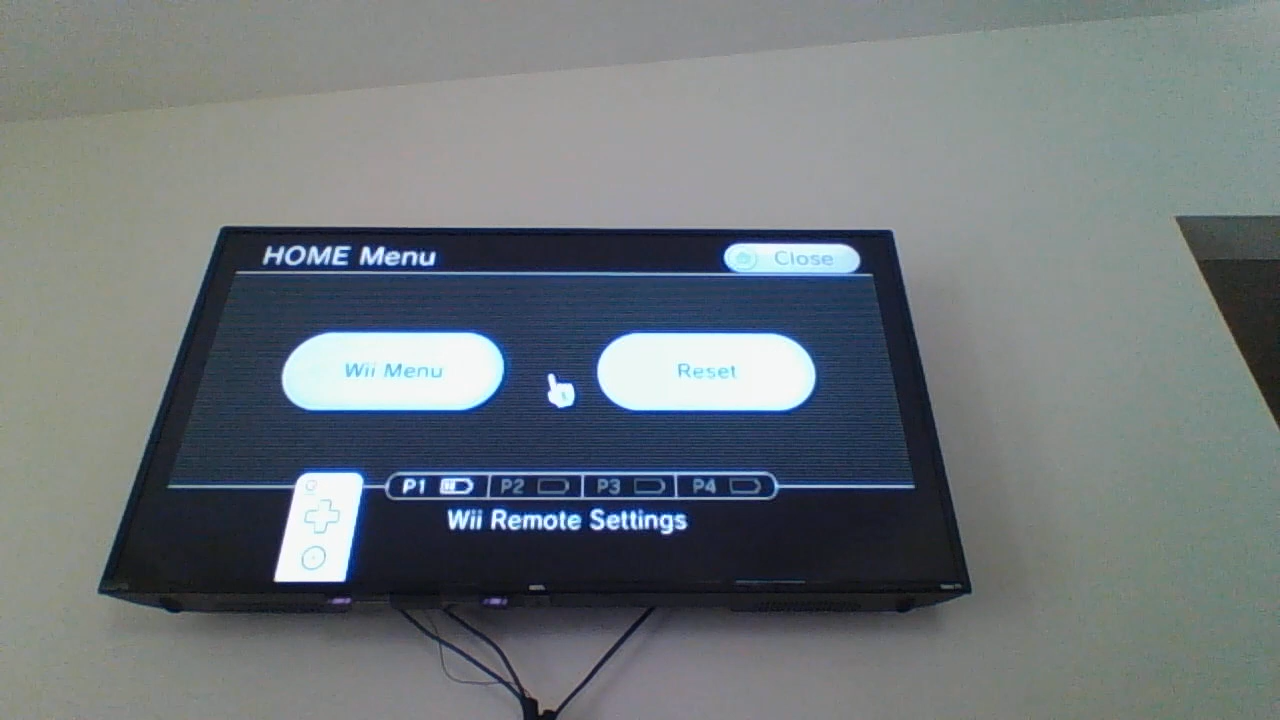 HOME Menu
Close
Wii Menu
Reset
P1 P2 P3 P4
Wii Remote Settings